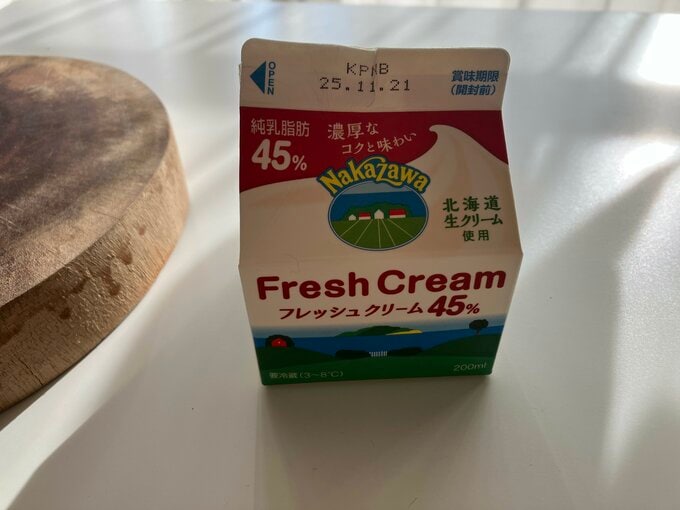 OPEN
KPNB
25.11.21
賞味期限
(開封前)
純乳脂肪
45%
濃厚な
コクと味わい
Nakazawa
北海道
生クリーム
使用
Fresh Cream
フレッシュクリーム 45%
要冷蔵(3~8℃)
200ml